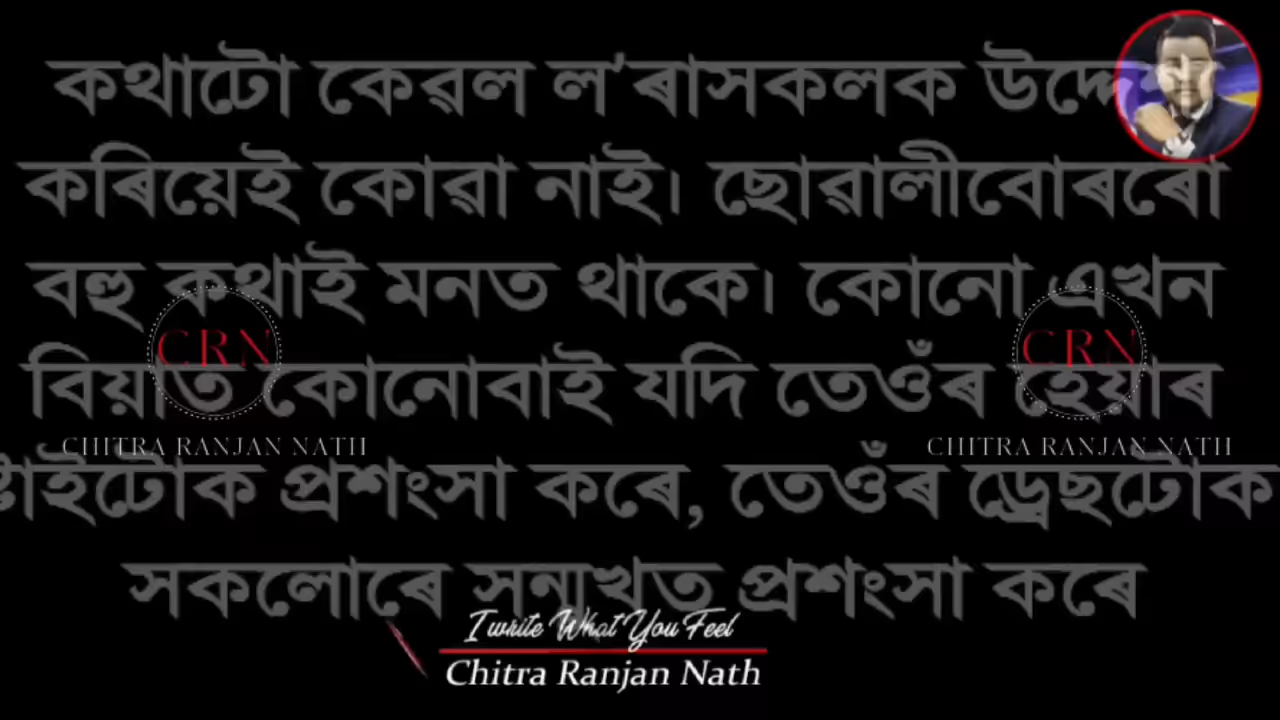 কথাটো কেৱল ল'ৰাসকলক উদ্দেশ্য
কৰিয়েই কোৱা নাই। ছোৱালীবোৰৰো
বহু কথাই মনত থাকে। কোনো এখন
বিয়াত কোনোবাই যদি তেওঁৰ হেয়াৰ
ষ্টাইটোক প্ৰশংসা কৰে, তেওঁৰ ড্ৰেছটোক
সকলোৰে সন্মুখত প্ৰশংসা কৰে
CRN
CHITRA RANJAN NATH
CRN
CHITRA RANJAN NATH
I write What You Feel
Chitra Ranjan Nath